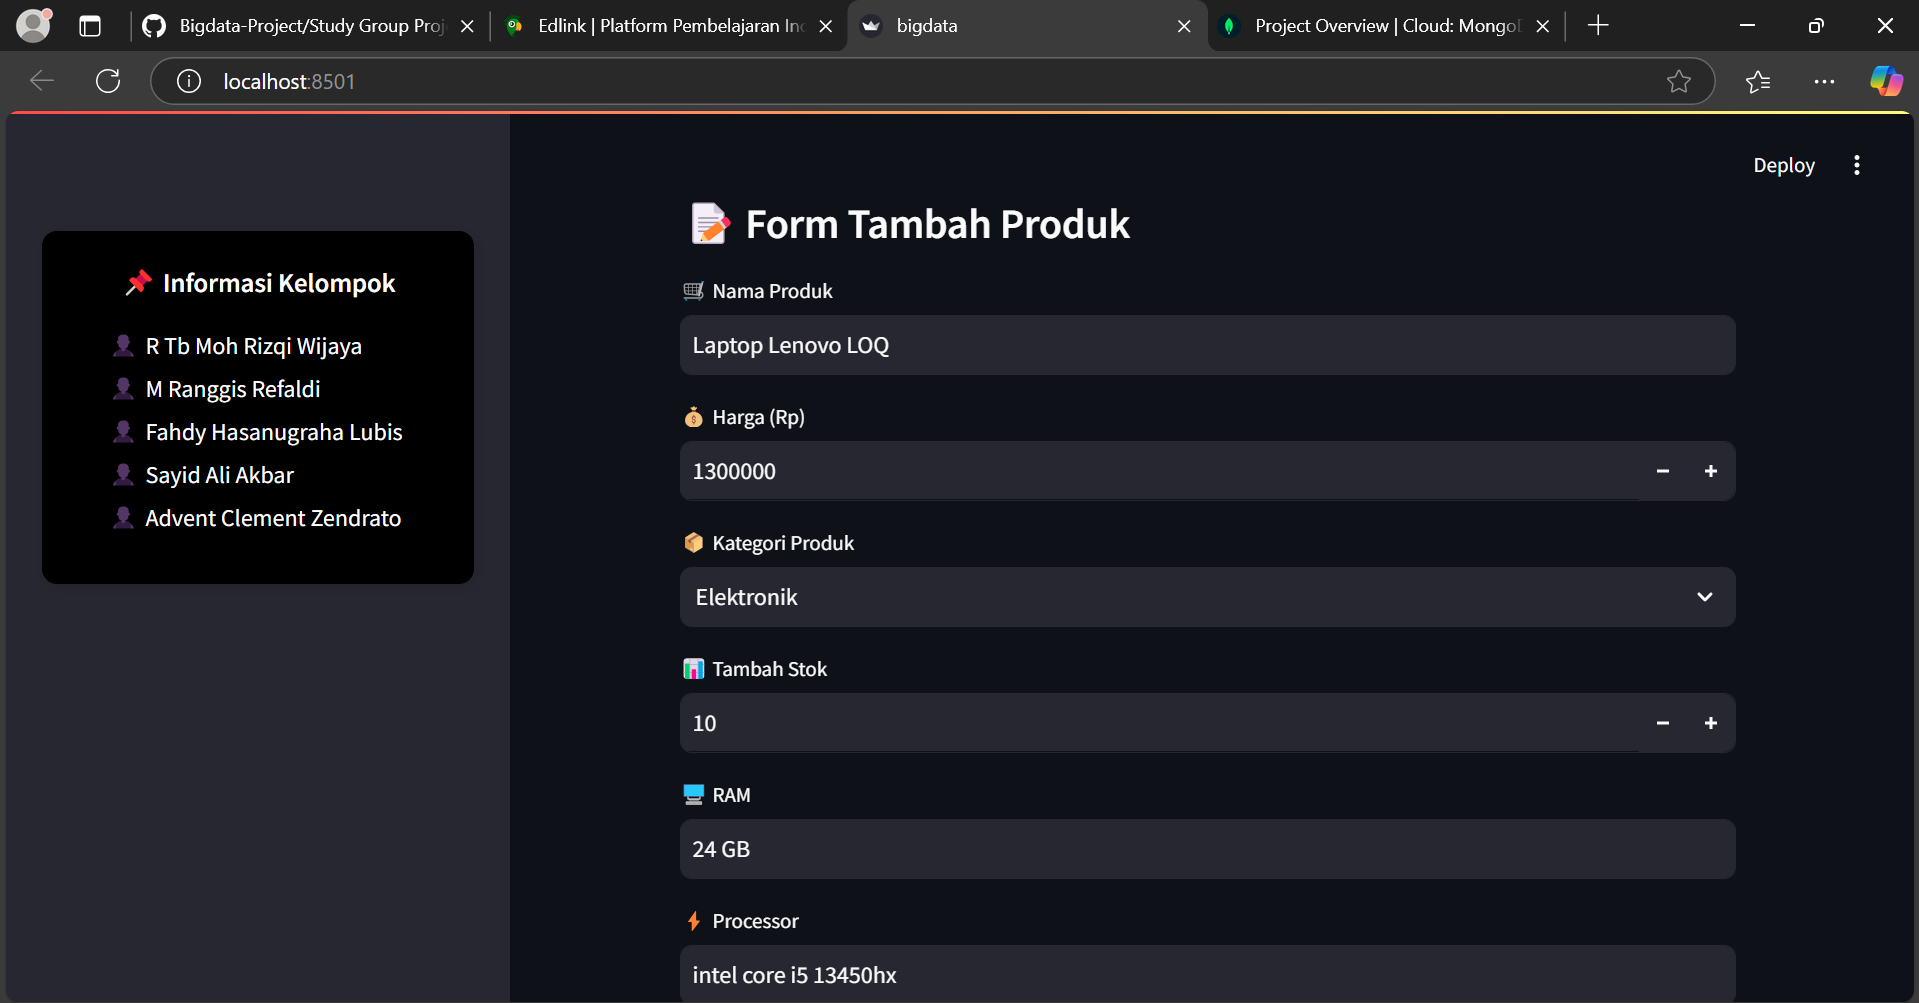 Bigdata-Project/Study Group Proj
Edlink | Platform Pembelajaran Ind
bigdata
Project Overview | Cloud: MongoD
localhost:8501
Deploy
Form Tambah Produk
Informasi Kelompok
R Tb Moh Rizqi Wijaya
M Ranggis Refaldi
Fahdy Hasanugraha Lubis
Sayid Ali Akbar
Advent Clement Zendrato
Nama Produk
Laptop Lenovo LOQ
Harga (Rp)
1300000
Kategori Produk
Elektronik
Tambah Stok
10
RAM
24 GB
Processor
intel core i5 13450hx